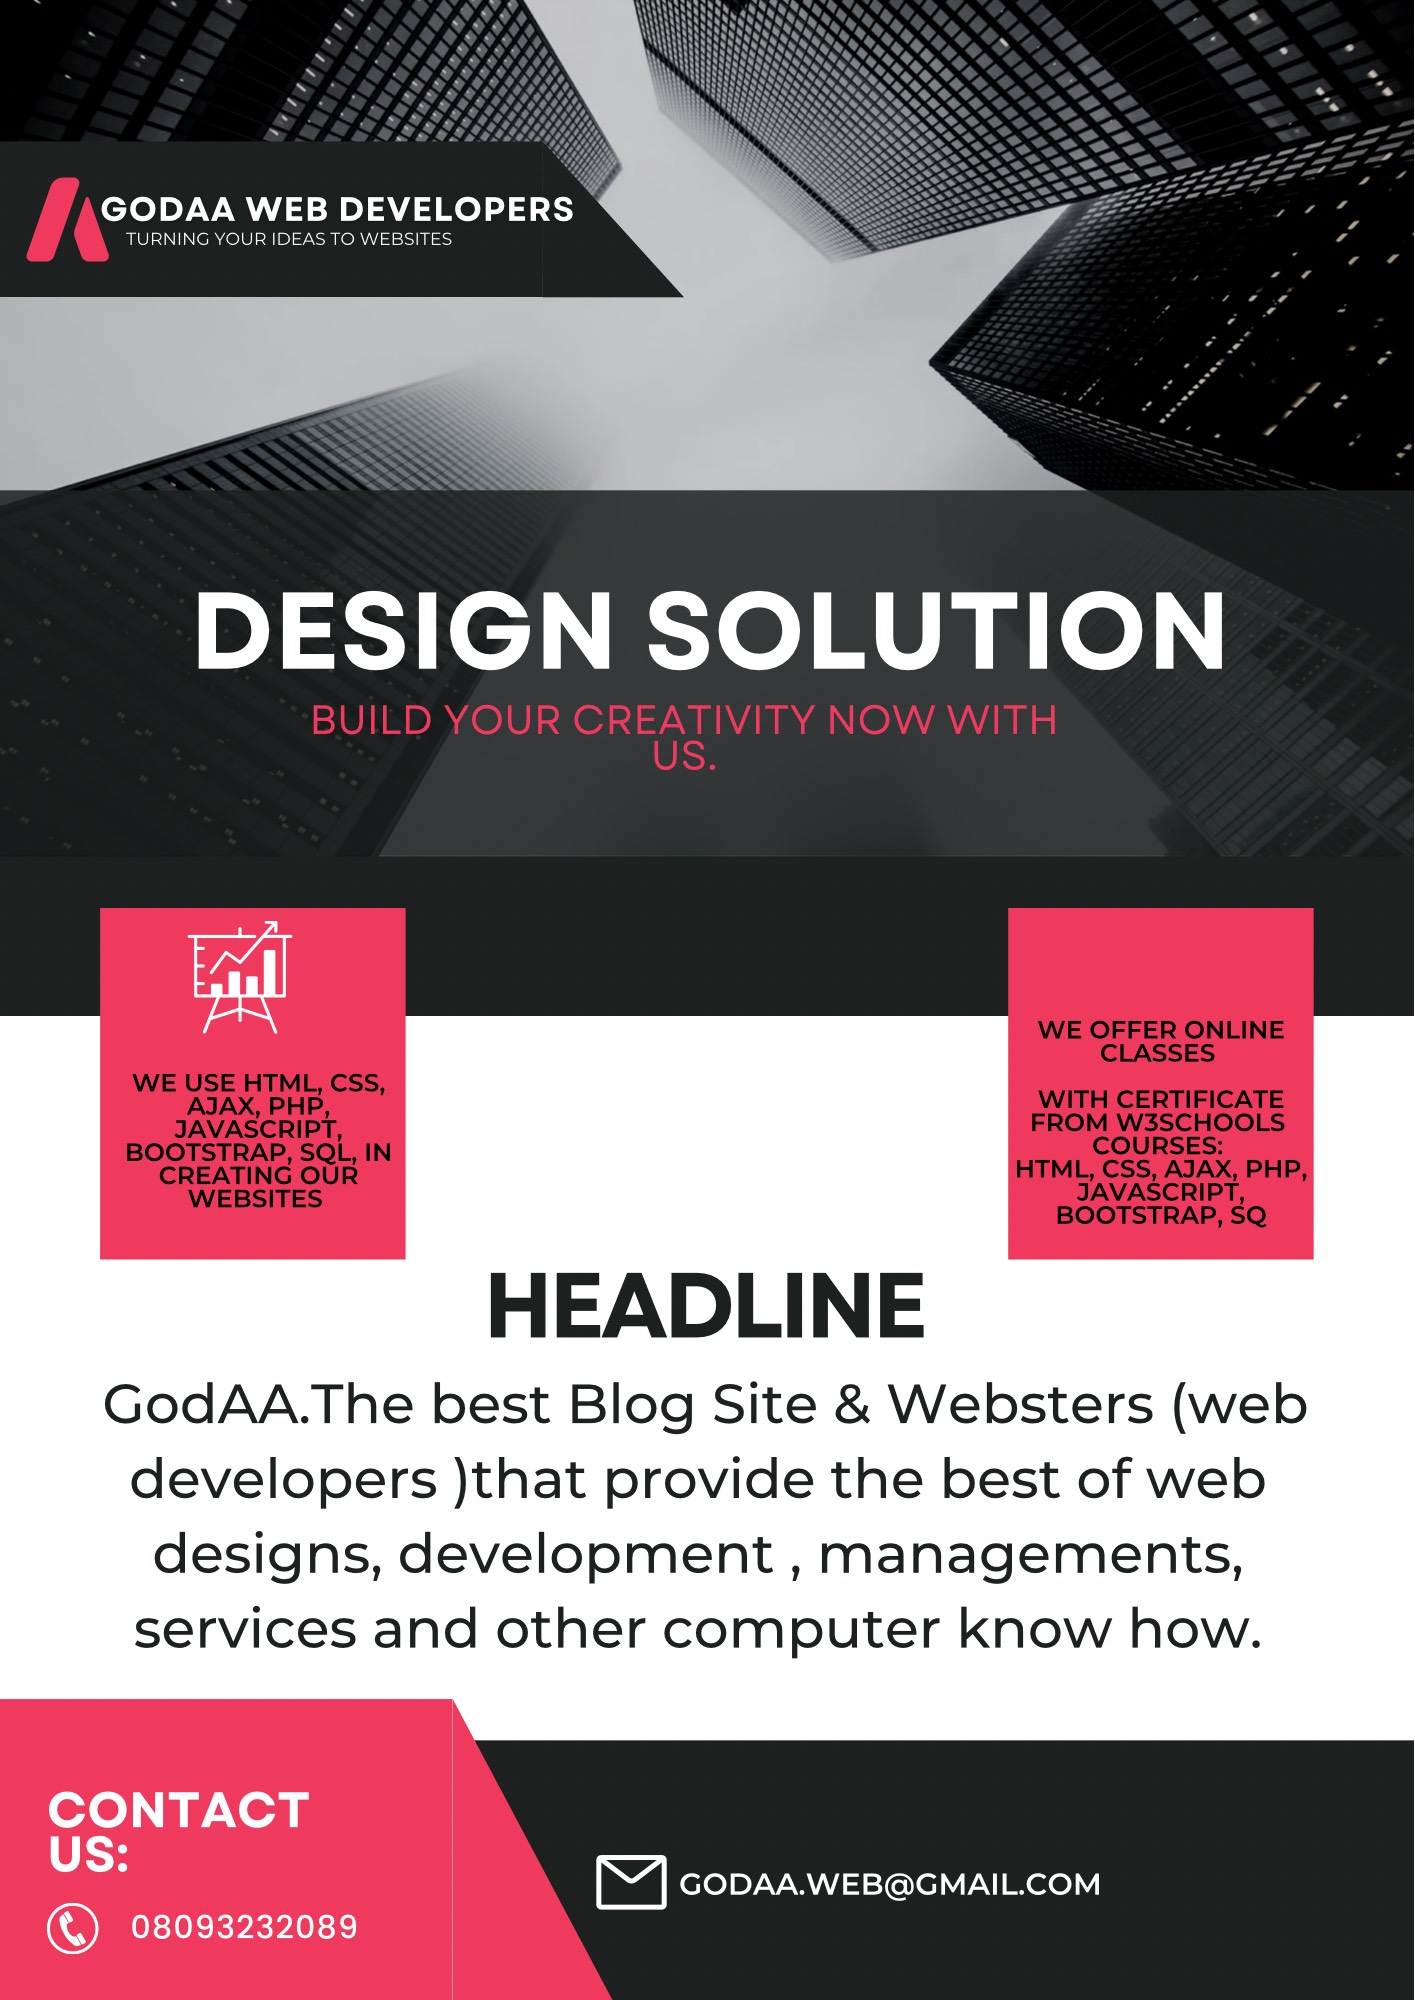 GODAA WEB DEVELOPERS
TURNING YOUR IDEAS TO WEBSITES
DESIGN SOLUTION
BUILD YOUR CREATIVITY NOW WITH
US.
WE USE HTML, CSS,
AJAX, PHP,
JAVASCRIPT,
BOOTSTRAP, SQL, IN
CREATING OUR
WEBSITES
WE OFFER ONLINE
CLASSES
WITH CERTIFICATE
FROM W3SCHOOLS
COURSES:
HTML, CSS, AJAX, PHP,
JAVASCRIPT,
BOOTSTRAP, SQ
HEADLINE
GodAA.The best Blog Site & Websters (web
developers )that provide the best of web
designs, development , managements,
services and other computer know how.
CONTACT
US:
08093232089
GODAA.WEB@GMAIL.COM